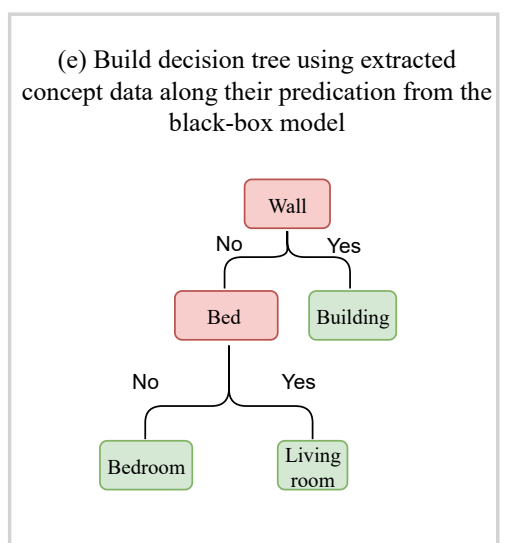 (e) Build decision tree using extracted
concept data along their predication from the
black-box model
Wall
No
Yes
Bed
Building
No
Yes
Bedroom
Living
room